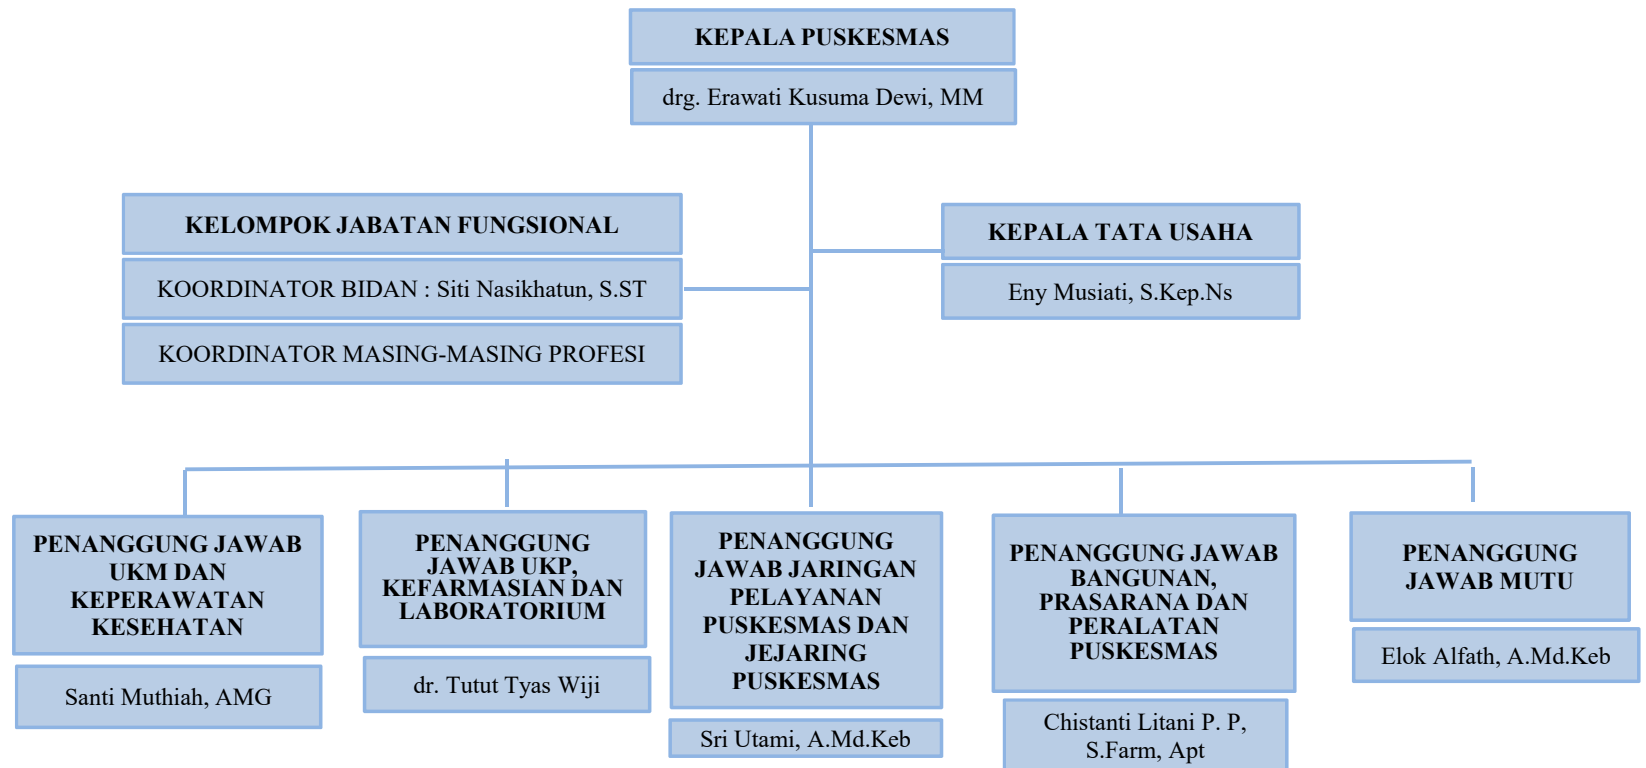 KEPALA PUSKESMAS
drg. Erawati Kusuma Dewi, MM
KELOMPOK JABATAN FUNGSIONAL
KOORDINATOR BIDAN : Siti Nasikhatun, S.ST
KOORDINATOR MASING-MASING PROFESI
KEPALA TATA USAHA
Eny Musiati, S.Kep.Ns
PENANGGUNG JAWAB
UKM DAN
KEPERAWATAN
KESEHATAN
Santi Muthiah, AMG
PENANGGUNG
JAWAB UKP,
KEFARMASIAN DAN
LABORATORIUM
dr. Tutut Tyas Wiji
PENANGGUNG
JAWAB JARINGAN
PELAYANAN
PUSKESMAS DAN
JEJARING
PUSKESMAS
Sri Utami, A.Md.Keb
PENANGGUNG JAWAB
BANGUNAN,
PRASARANA DAN
PERALATAN
PUSKESMAS
Chistanti Litani P. P,
S.Farm, Apt
PENANGGUNG
JAWAB MUTU
Elok Alfath, A.Md.Keb